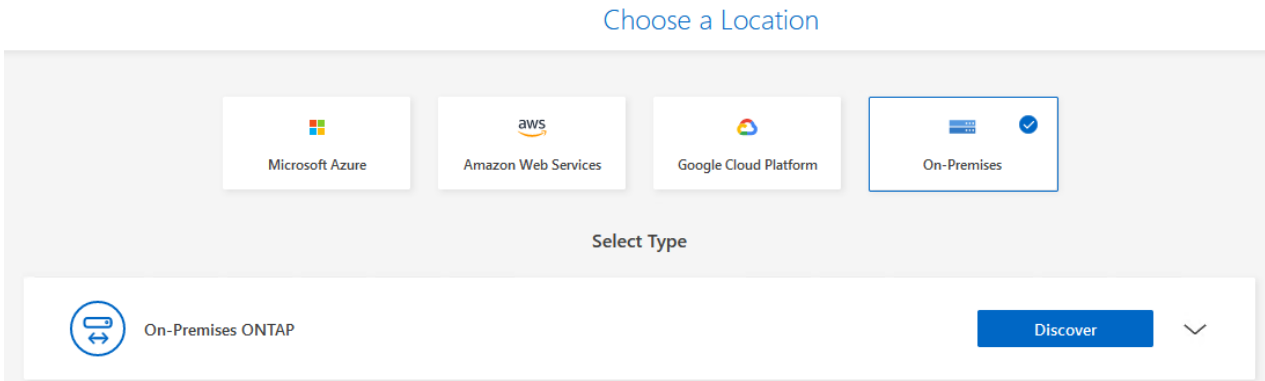 Choose a Location
aws
Microsoft Azure
Amazon Web Services
Google Cloud Platform
On-Premises
Select Type
On-Premises ONTAP
Discover